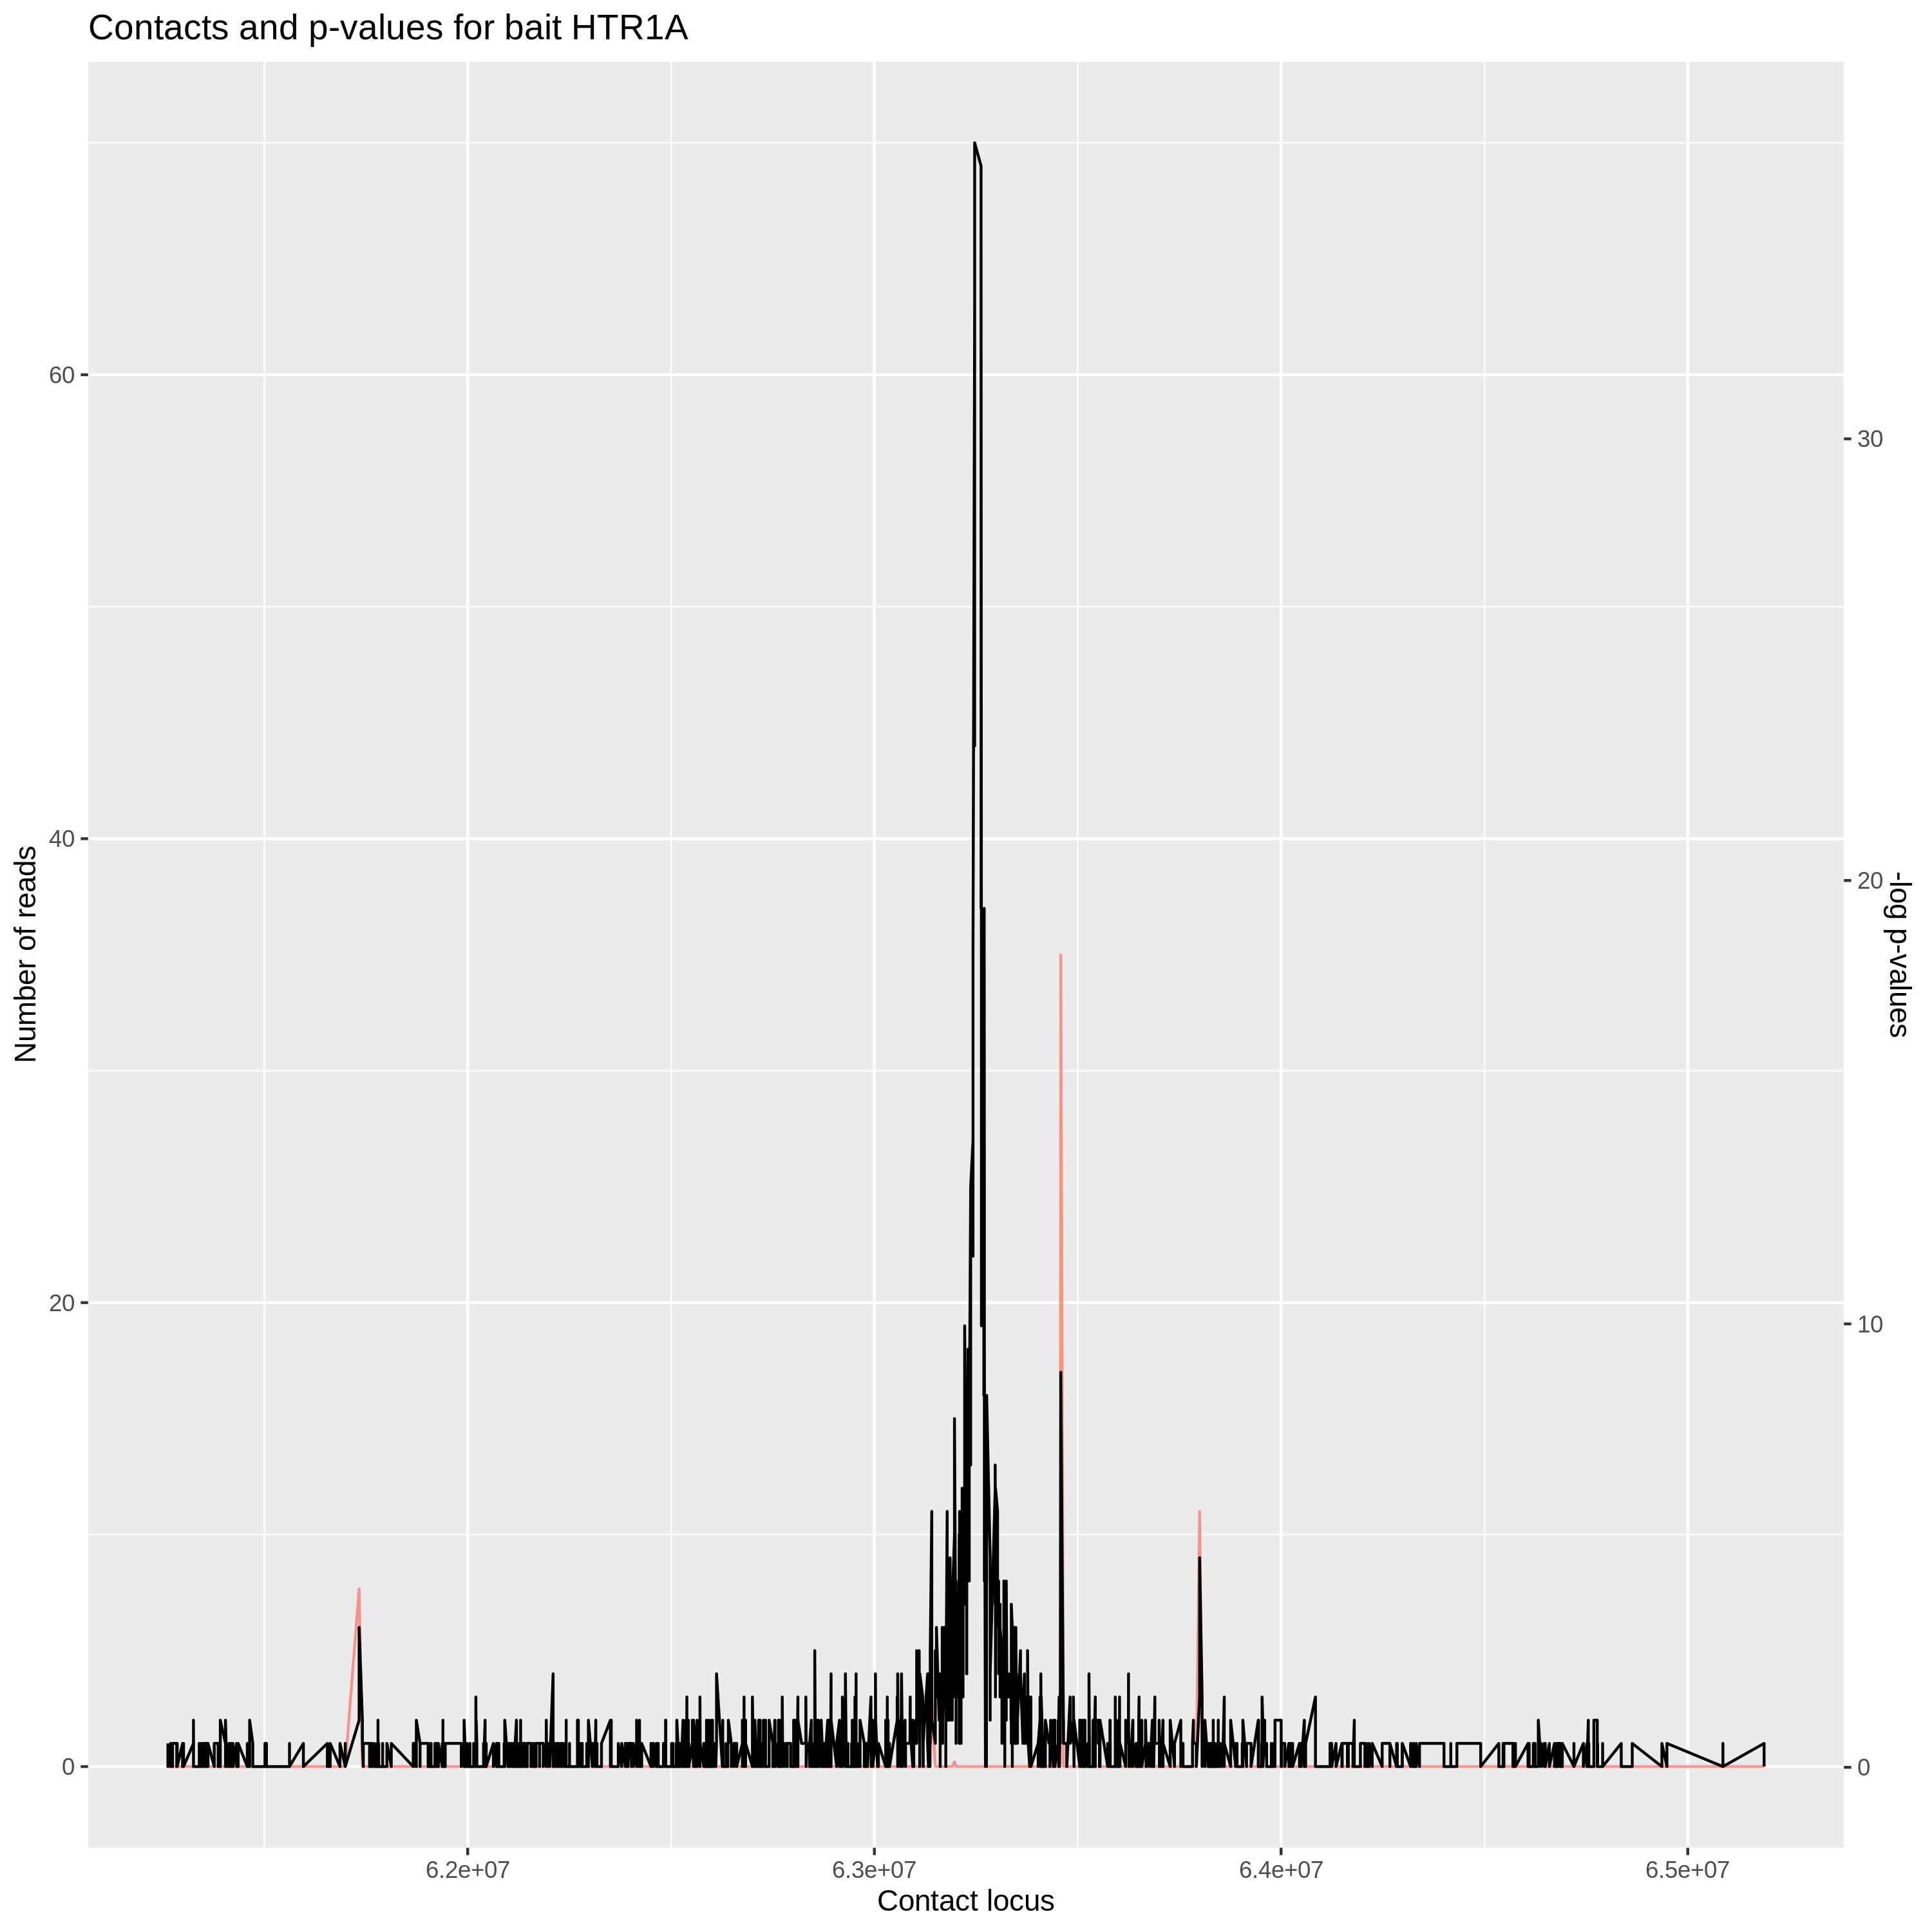 Contacts and p-values for bait HTR1A
60
40
20
0
Number of reads
30
20
10
0
-log p-values
6.2e+07
6.3e+07
6.4e+07
6.5e+07
Contact locus